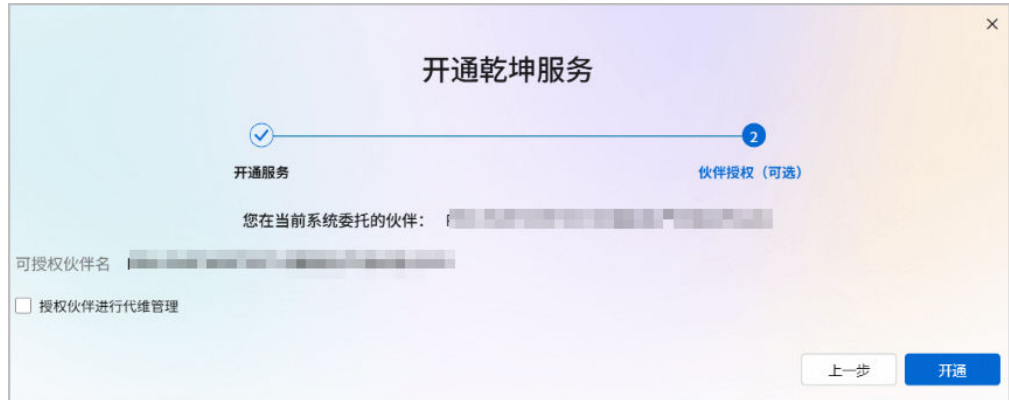 开通乾坤服务
2
开通服务
伙伴授权（可选）
您在当前系统委托的伙伴：
可授权伙伴名
授权伙伴进行代维管理
上一步
开通